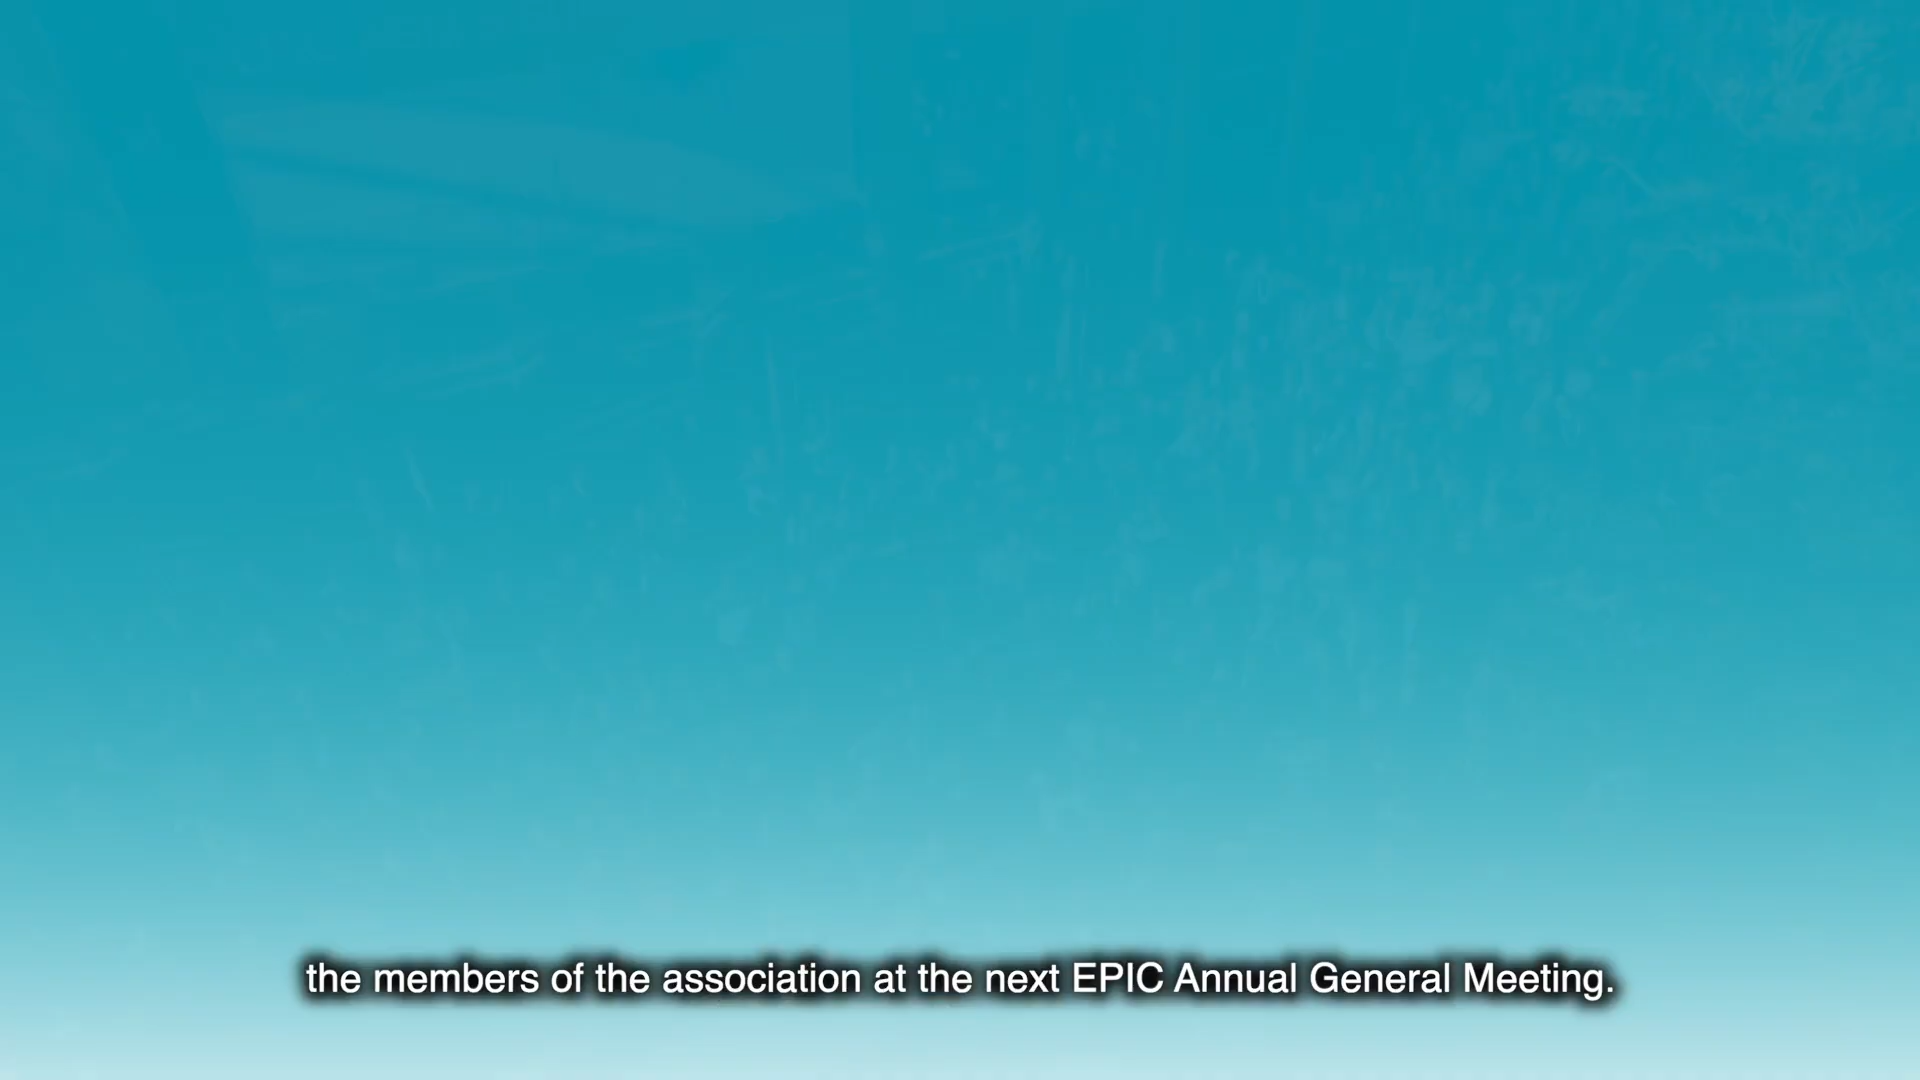 the members of the association at the next EPIC Annual General Meeting.